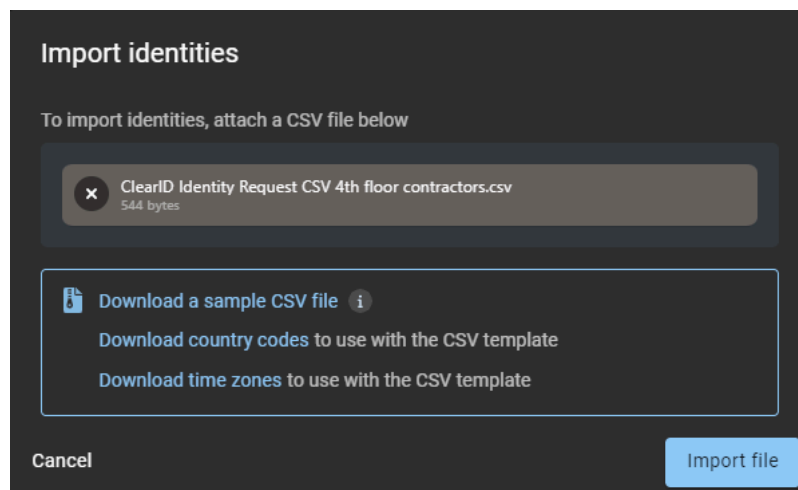 Import identities
To import identities, attach a CSV file below
ClearID Identity Request CSV 4th floor contractors.csv
544 bytes
Download a sample CSV file i
Download country codes to use with the CSV template
Download time zones to use with the CSV template
Cancel
Import file